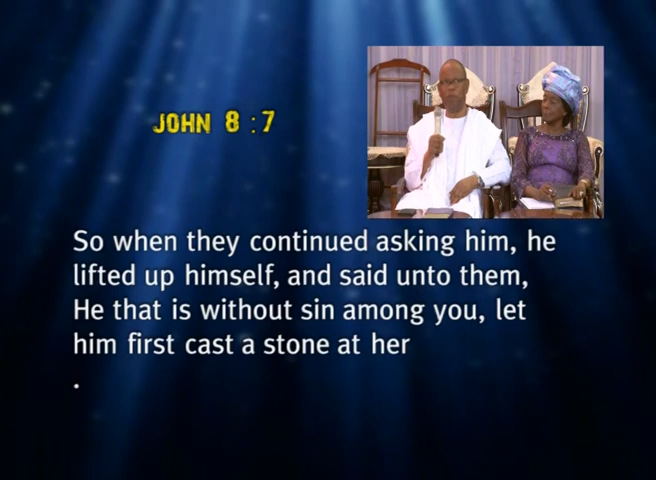 JOHN 8 : 7
So when they continued asking him, he
lifted up himself, and said unto them,
He that is without sin among you, let
him first cast a stone at her
.